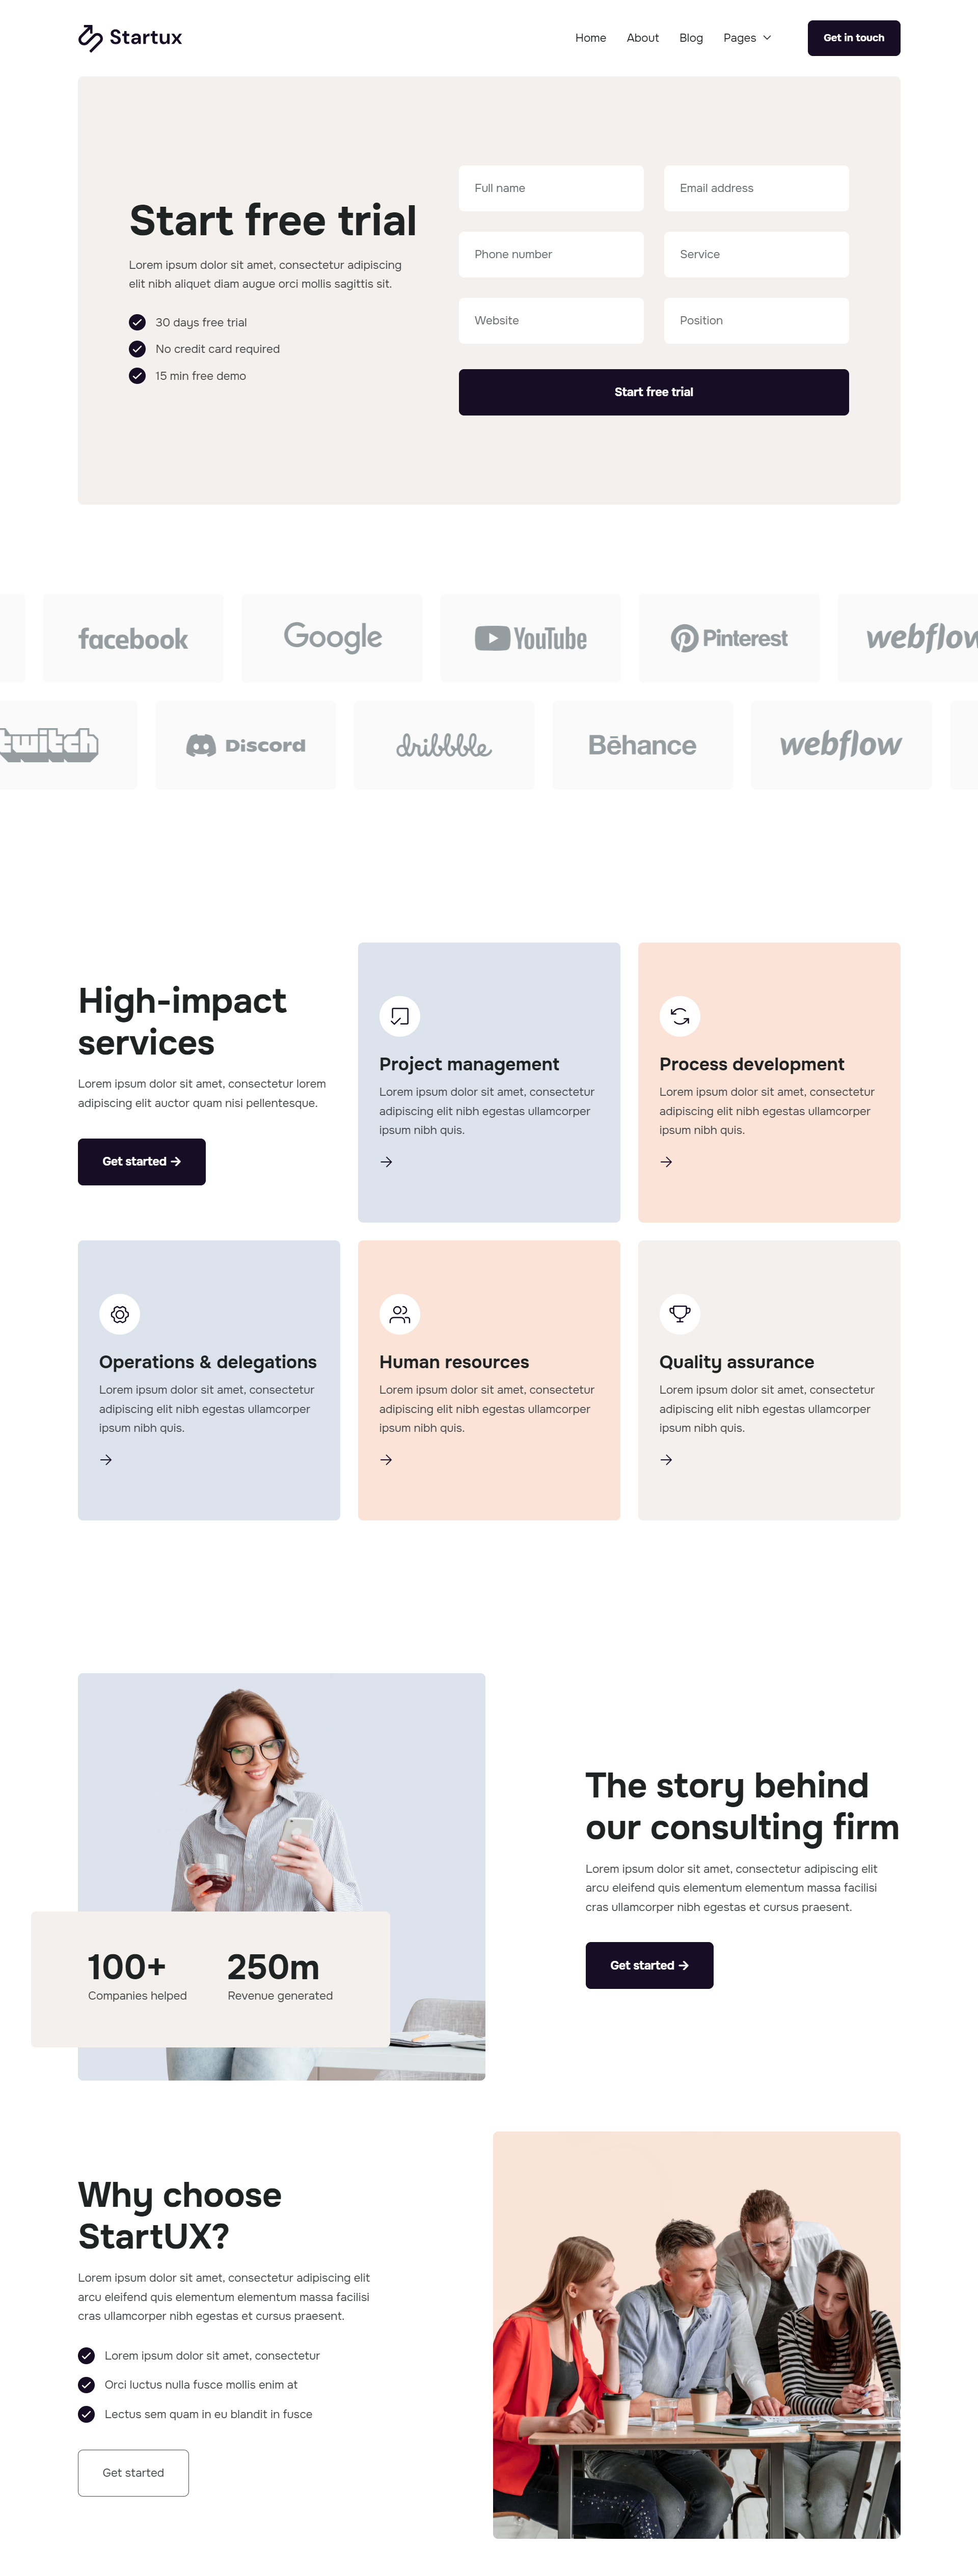 Startux
Home
About
Blog
Pages
Get in touch
Start free trial
Lorem ipsum dolor sit amet, consectetur adipiscing
elit nibh aliquet diam augue orci mollis sagittis sit.
30 days free trial
No credit card required
15 min free demo
Full name
Email address
Phone number
Service
Website
Position
Start free trial
facebook
Google
YouTube
Pinterest
webflow
twitch
Discord
dribbble
Bēhance
webflow
High-impact
services
Lorem ipsum dolor sit amet, consectetur lorem
adipiscing elit auctor quam nisi pellentesque.
Get started →
Project management
Lorem ipsum dolor sit amet, consectetur
adipiscing elit nibh egestas ullamcorper
ipsum nibh quis.
→
Process development
Lorem ipsum dolor sit amet, consectetur
adipiscing elit nibh egestas ullamcorper
ipsum nibh quis.
→
Operations & delegations
Lorem ipsum dolor sit amet, consectetur
adipiscing elit nibh egestas ullamcorper
ipsum nibh quis.
→
Human resources
Lorem ipsum dolor sit amet, consectetur
adipiscing elit nibh egestas ullamcorper
ipsum nibh quis.
→
Quality assurance
Lorem ipsum dolor sit amet, consectetur
adipiscing elit nibh egestas ullamcorper
ipsum nibh quis.
→
100+
Companies helped
250m
Revenue generated
The story behind
our consulting firm
Lorem ipsum dolor sit amet, consectetur adipiscing elit
arcu eleifend quis elementum elementum massa facilisi
cras ullamcorper nibh egestas et cursus praesent.
Get started →
Why choose
StartUX?
Lorem ipsum dolor sit amet, consectetur adipiscing elit
arcu eleifend quis elementum elementum massa facilisi
cras ullamcorper nibh egestas et cursus praesent.
Lorem ipsum dolor sit amet, consectetur
Orci luctus nulla fusce mollis enim at
Lectus sem quam in eu blandit in fusce
Get started